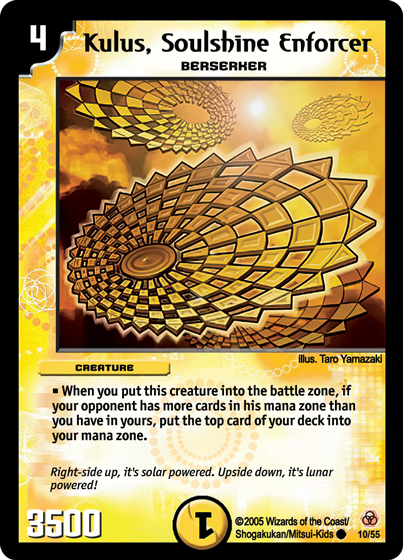 4
Kulus, Soulshine Enforcer
BERSERKER
illus. Taro Yamazaki
CREATURE
▪ When you put this creature into the battle zone, if
your opponent has more cards in his mana zone than
you have in yours, put the top card of your deck into
your mana zone.
Right-side up, it's solar powered. Upside down, it's lunar
powered!
3500
1
©2005 Wizards of the Coast/
Shogakukan/Mitsui-Kids ● 10/55